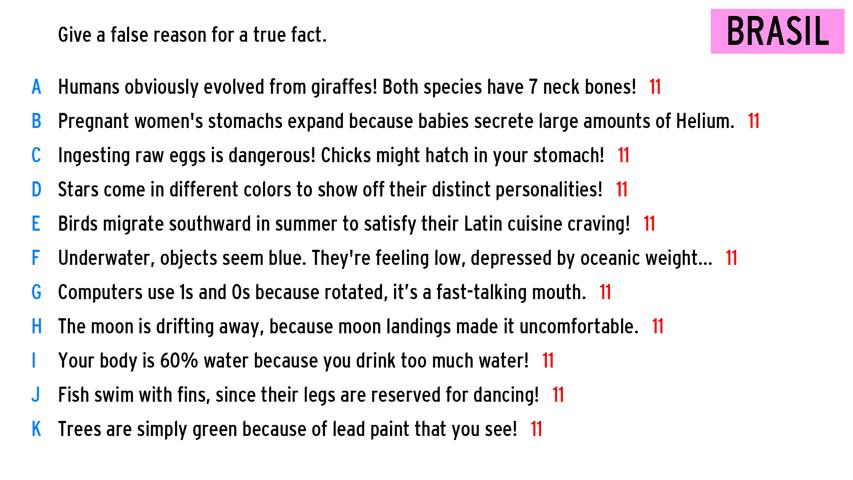 Give a false reason for a true fact.
BRASIL
A Humans obviously evolved from giraffes! Both species have 7 neck bones! 11
B Pregnant women's stomachs expand because babies secrete large amounts of Helium. 11
C Ingesting raw eggs is dangerous! Chicks might hatch in your stomach! 11
D Stars come in different colors to show off their distinct personalities! 11
E Birds migrate southward in summer to satisfy their Latin cuisine craving! 11
F Underwater, objects seem blue. They're feeling low, depressed by oceanic weight... 11
G Computers use 1s and 0s because rotated, it’s a fast-talking mouth. 11
H The moon is drifting away, because moon landings made it uncomfortable. 11
I Your body is 60% water because you drink too much water! 11
J Fish swim with fins, since their legs are reserved for dancing! 11
K Trees are simply green because of lead paint that you see! 11